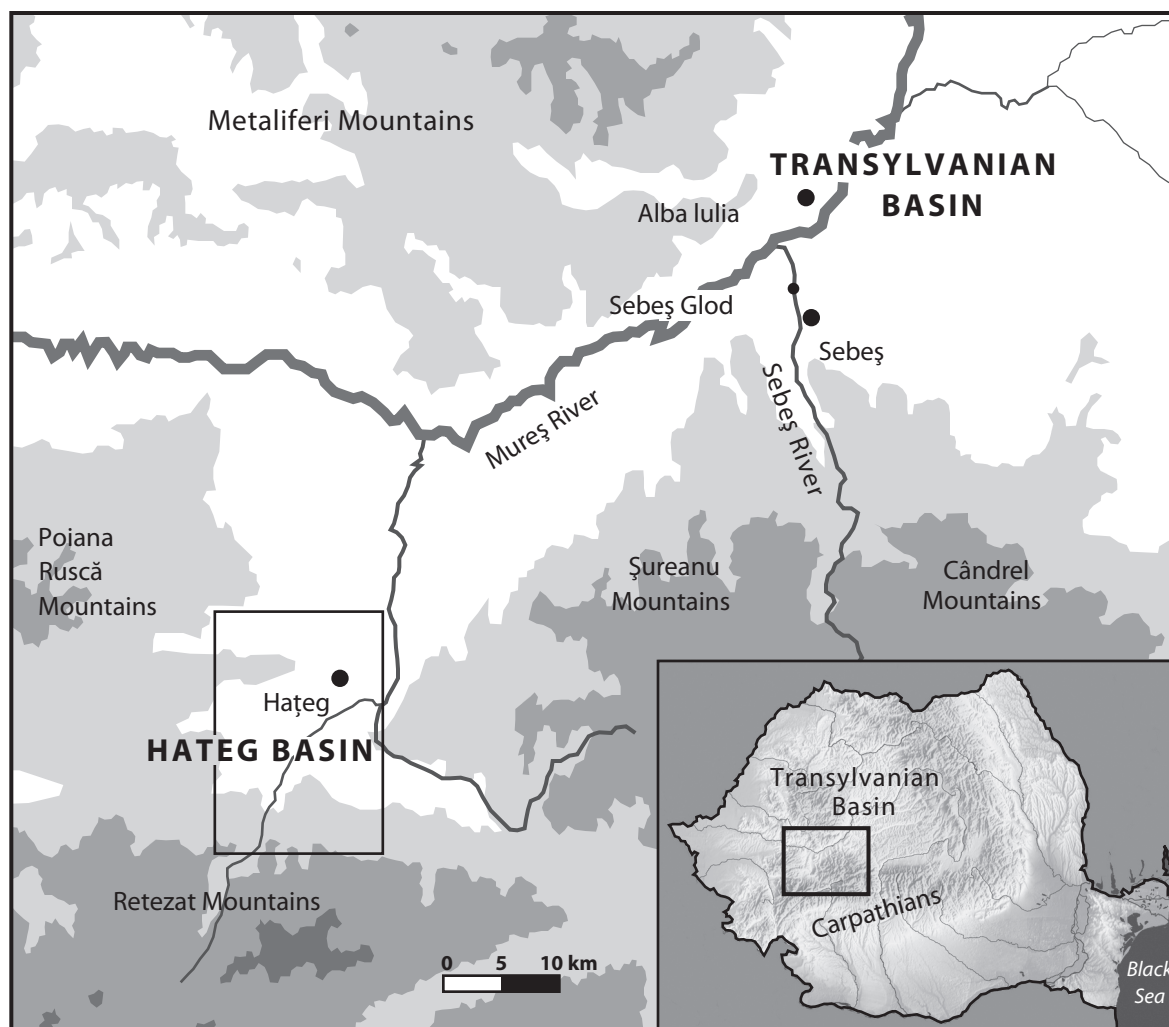 Metaliferi Mountains
TRANSYLVANIAN
BASIN
Alba Iulia
Sebeş Glod
Sebeş
Mureş River
Sebeş River
Poiana
Ruscă
Mountains
Şureanu
Mountains
Cândrel
Mountains
Haţeg
HATEG BASIN
Retezat Mountains
0 5 10 km
Transylvanian
Basin
Carpathians
Black
Sea